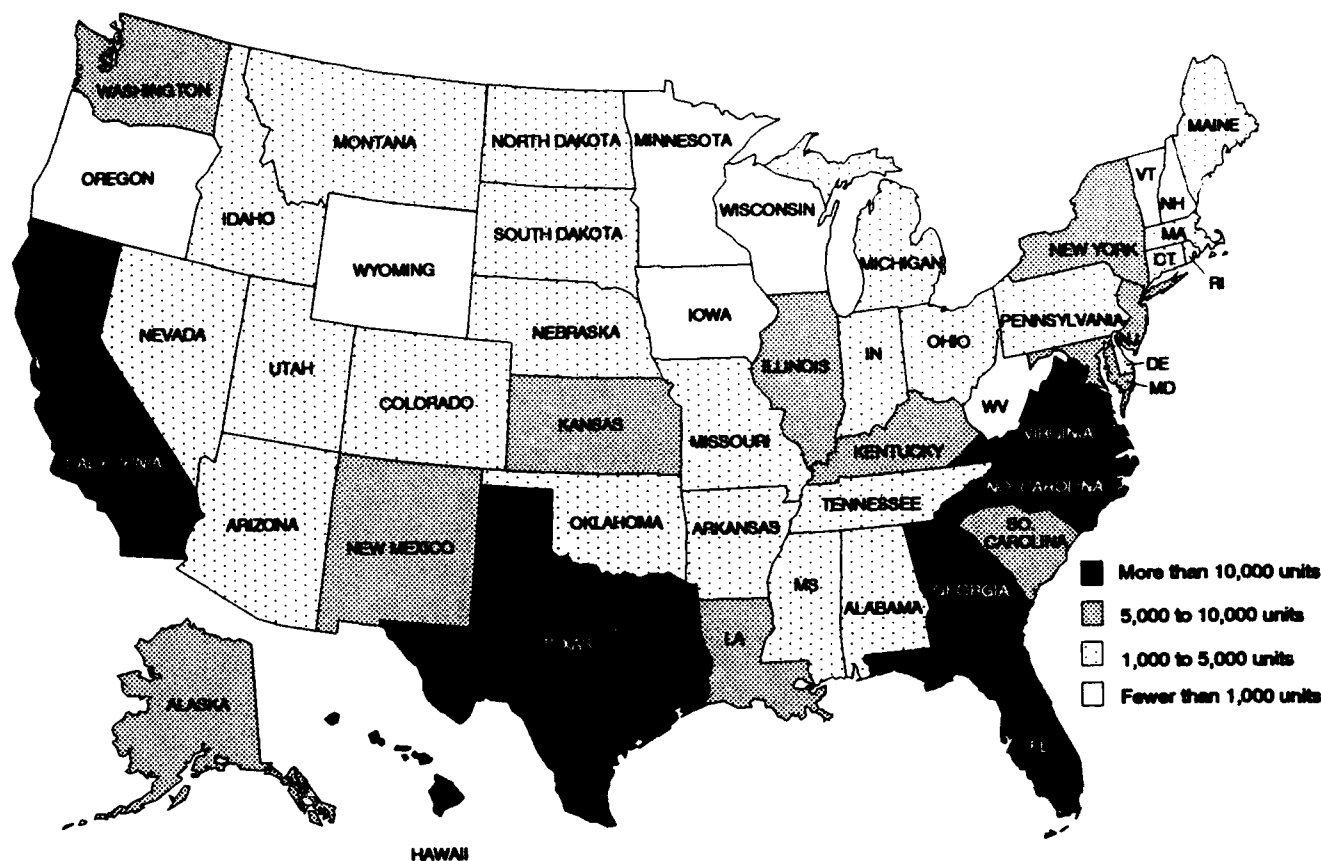 WASHINGTON
MONTANA
NORTH DAKOTA
MINNESOTA
MAINE
OREGON
IDAHO
SOUTH DAKOTA
WISCONSIN
MICHIGAN
NEW YORK
VT
NH
MA
CT
RI
WYOMING
NEVADA
UTAH
COLORADO
NEBRASKA
IOWA
ILLINOIS
IN
OHIO
PENNSYLVANIA
NJ
DE
MD
WV
KANSAS
MISSOURI
KENTUCKY
VIRGINIA
CALIFORNIA
ARIZONA
NEW MEXICO
OKLAHOMA
ARKANSAS
TENNESSEE
NO. CAROLINA
SO.
CAROLINA
TEXAS
LA
MS
ALABAMA
GEORGIA
FL
ALASKA
HAWAII
More than 10,000 units
5,000 to 10,000 units
1,000 to 5,000 units
Fewer than 1,000 units